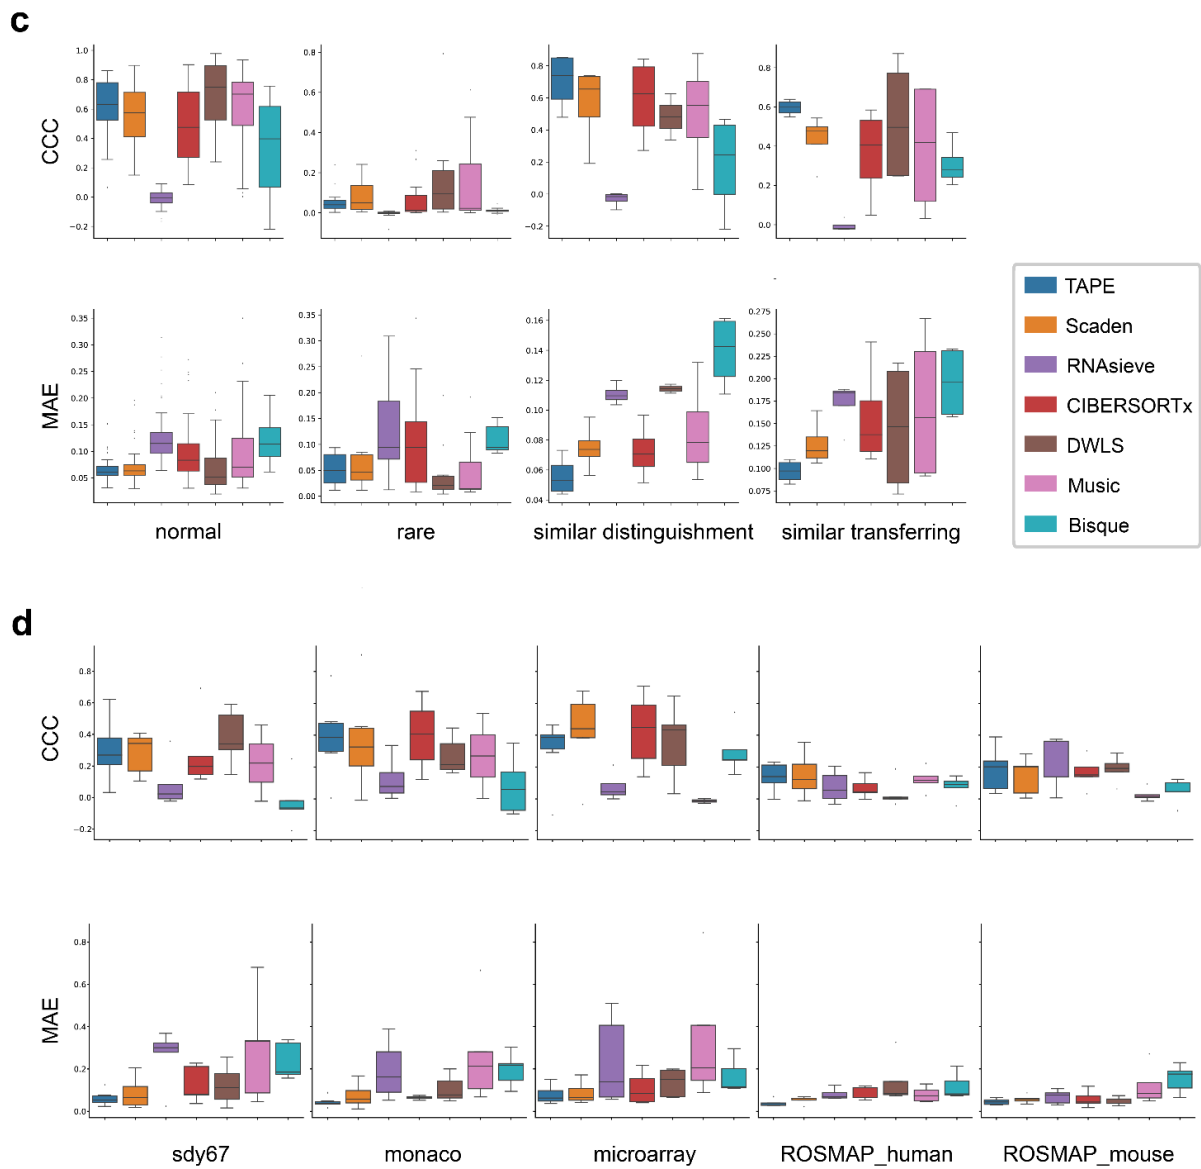 c
CCC
1.0
0.8
0.6
0.4
0.2
0.0
−0.2
0.8
0.6
0.4
0.2
0.0
0.8
0.6
0.4
0.2
0.0
−0.2
0.8
0.6
0.4
0.2
0.0
MAE
0.35
0.30
0.25
0.20
0.15
0.10
0.05
0.35
0.30
0.25
0.20
0.15
0.10
0.05
0.00
0.16
0.14
0.12
0.10
0.08
0.06
0.04
0.275
0.250
0.225
0.200
0.175
0.150
0.125
0.100
0.075
normal
rare
similar distinguishment
similar transferring
TAPE
Scaden
RNAsieve
CIBERSORTx
DWLS
Music
Bisque
d
CCC
0.8
0.6
0.4
0.2
0.0
−0.2
MAE
0.8
0.6
0.4
0.2
0.0
sdy67
monaco
microarray
ROSMAP_human
ROSMAP_mouse